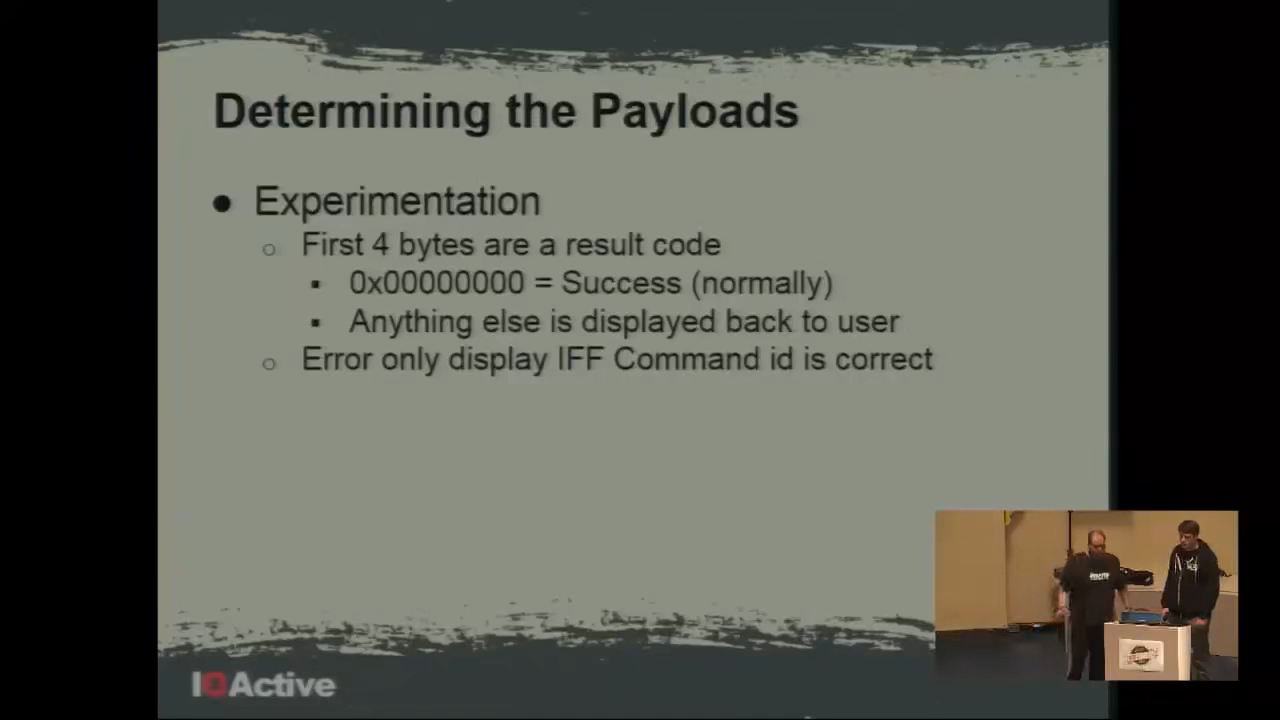 Determining the Payloads
● Experimentation
○ First 4 bytes are a result code
▪ 0x00000000 = Success (normally)
▪ Anything else is displayed back to user
○ Error only display IFF Command id is correct
IOActive